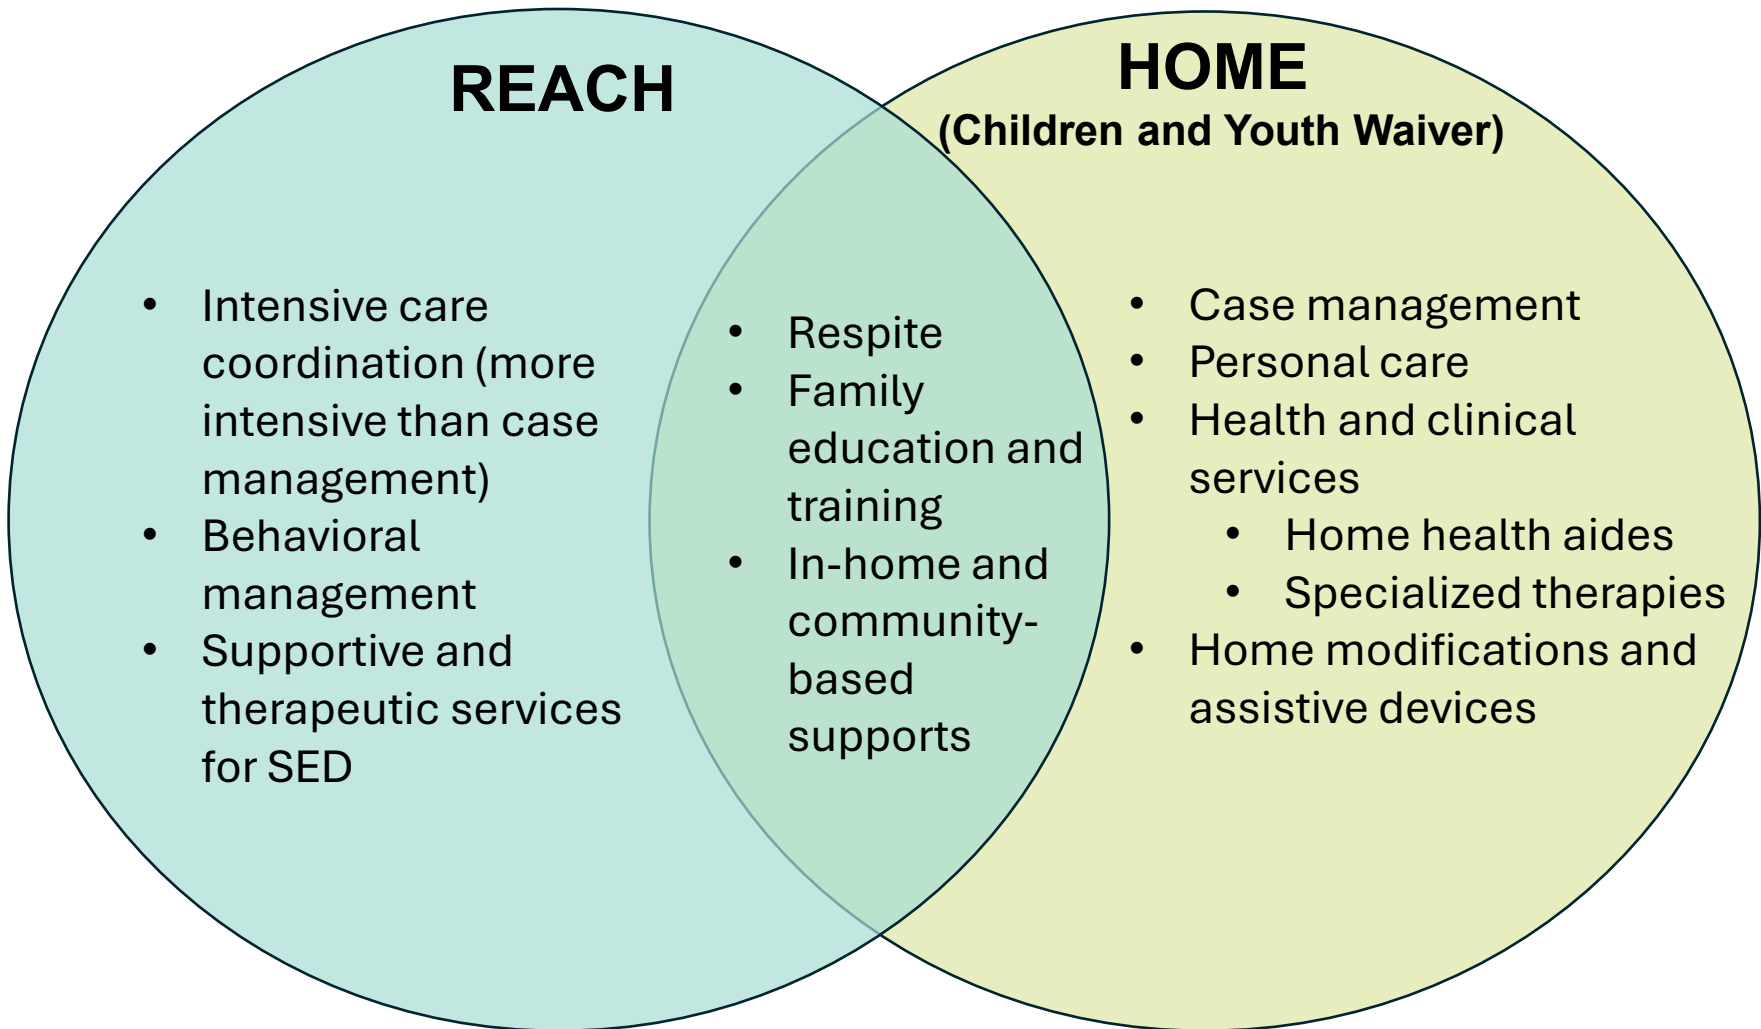 REACH
• Intensive care
coordination (more
intensive than case
management)
• Behavioral
management
• Supportive and
therapeutic services
for SED
• Respite
• Family
education and
training
• In-home and
community-
based
supports
HOME
(Children and Youth Waiver)
• Case management
• Personal care
• Health and clinical
services
• Home health aides
• Specialized therapies
• Home modifications and
assistive devices